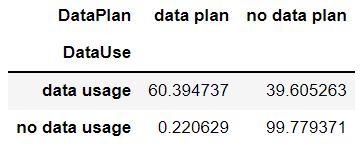 DataPlan data plan no data plan
DataUse
data usage 60.394737 39.605263
no data usage 0.220629 99.779371